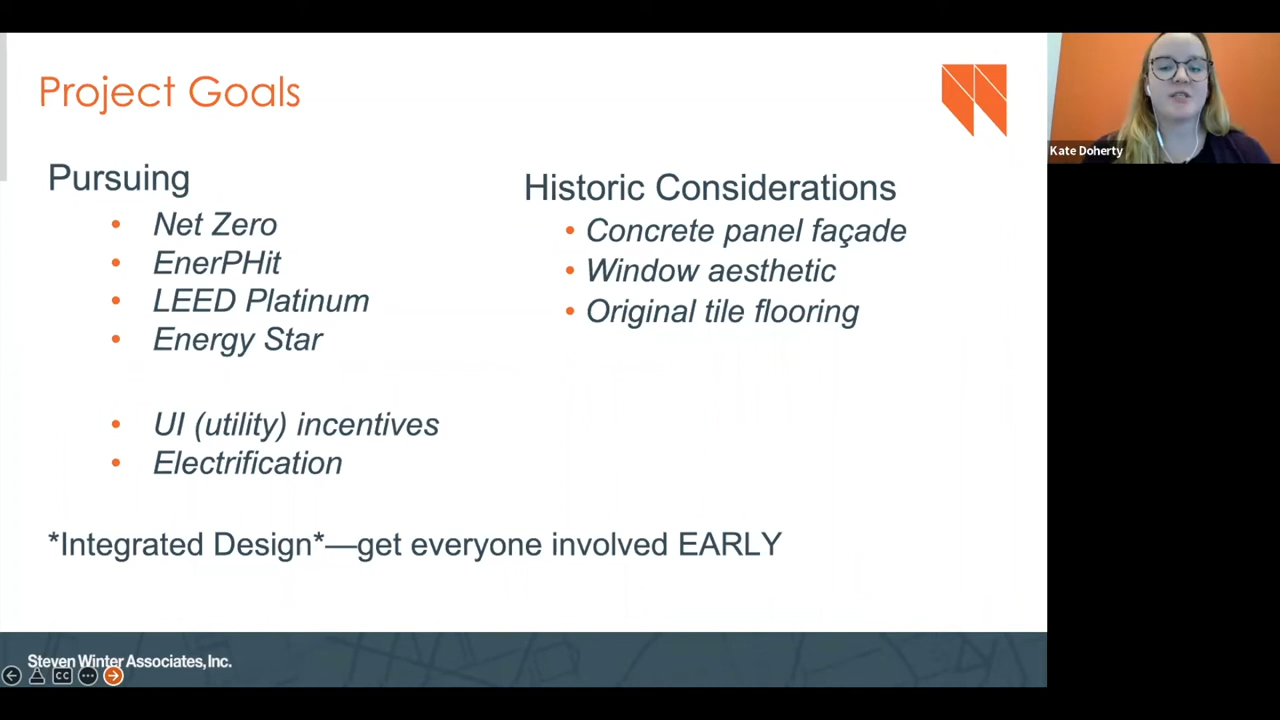 Project Goals
Pursuing
• Net Zero
• EnerPHit
• LEED Platinum
• Energy Star
• UI (utility) incentives
• Electrification
Historic Considerations
• Concrete panel façade
• Window aesthetic
• Original tile flooring
*Integrated Design*—get everyone involved EARLY
Steven Winter Associates, Inc.
CC
Kate Doherty